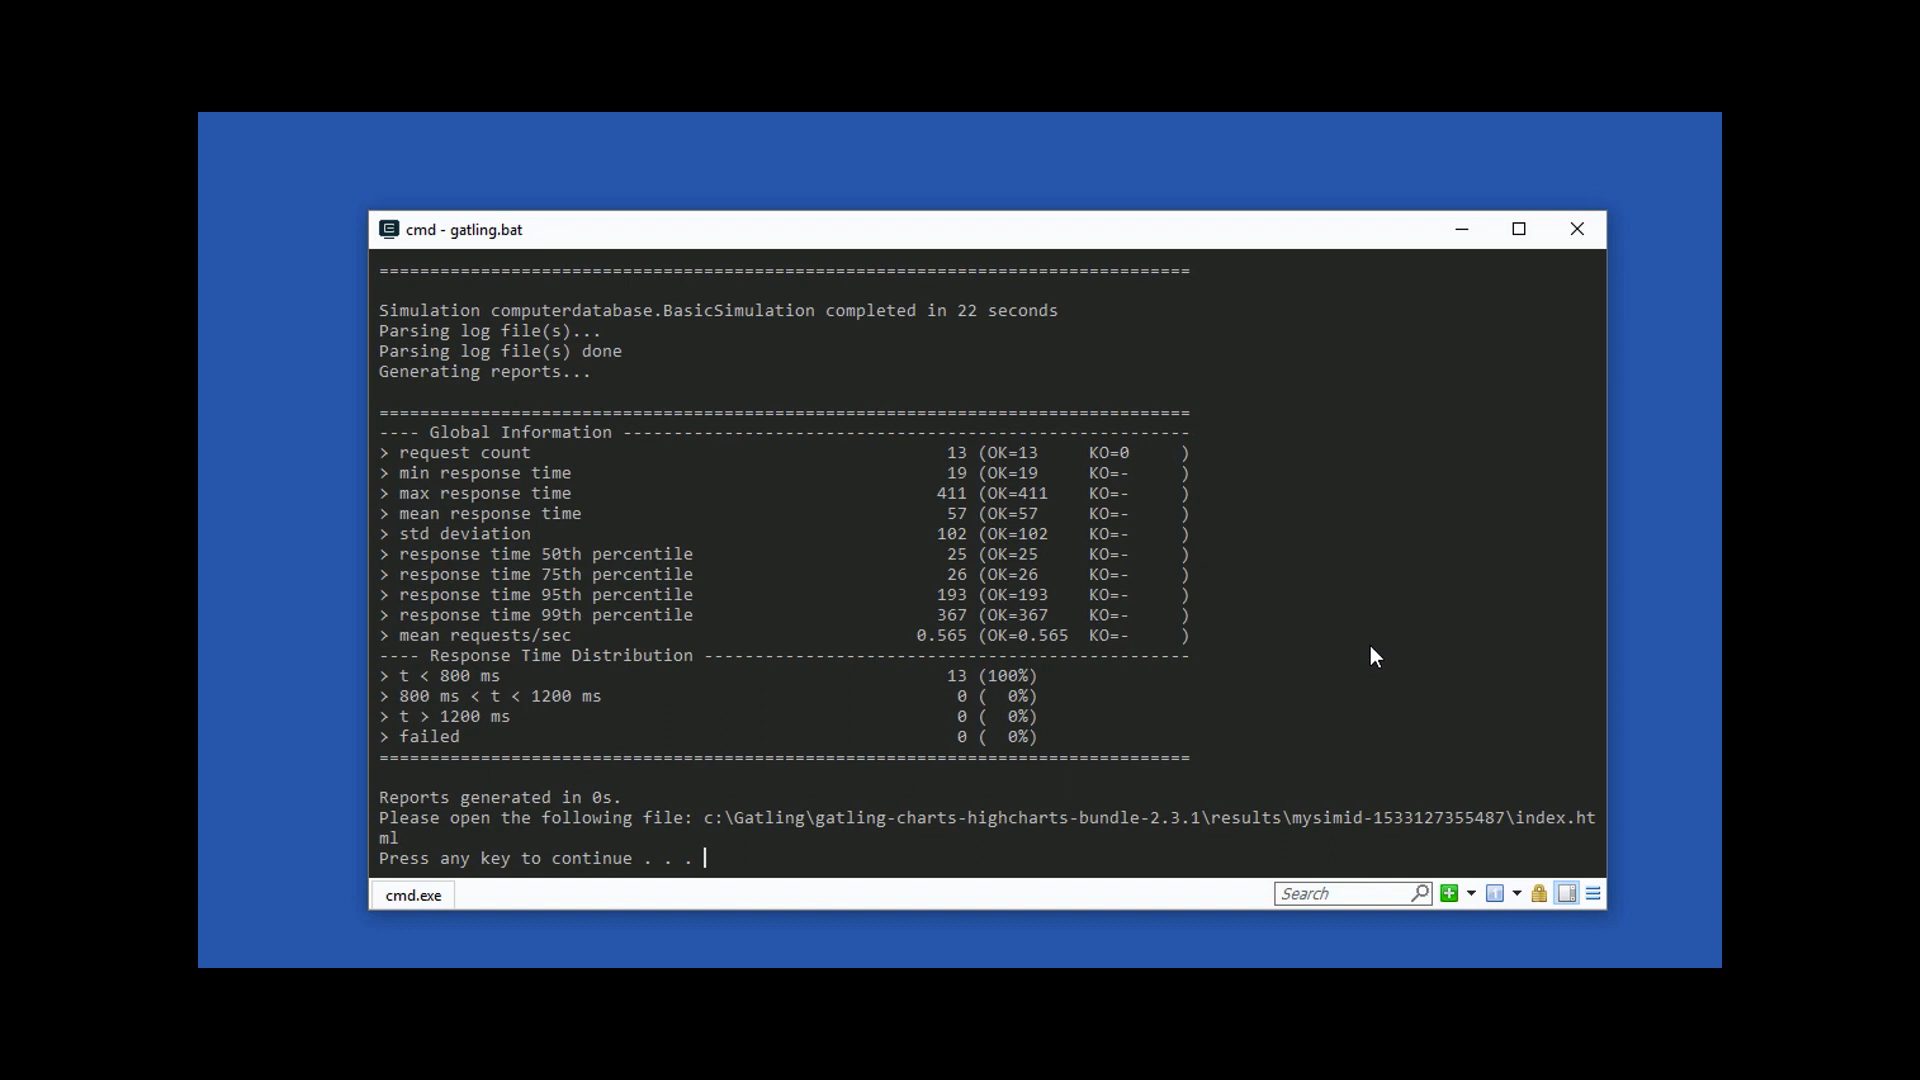 cmd - gatling.bat
================================================================================
Simulation computerdatabase.BasicSimulation completed in 22 seconds
Parsing log file(s)...
Parsing log file(s) done
Generating reports...
================================================================================
---- Global Information --------------------------------------------------------
> request count                                         13 (OK=13     KO=0     )
> min response time                                     19 (OK=19     KO=-     )
> max response time                                    411 (OK=411    KO=-     )
> mean response time                                    57 (OK=57     KO=-     )
> std deviation                                        102 (OK=102    KO=-     )
> response time 50th percentile                         25 (OK=25     KO=-     )
> response time 75th percentile                         26 (OK=26     KO=-     )
> response time 95th percentile                        193 (OK=193    KO=-     )
> response time 99th percentile                        367 (OK=367    KO=-     )
> mean requests/sec                                  0.565 (OK=0.565  KO=-     )
---- Response Time Distribution ------------------------------------------------
> t < 800 ms                                            13 (100%)
> 800 ms < t < 1200 ms                                   0 (  0%)
> t > 1200 ms                                            0 (  0%)
> failed                                                 0 (  0%)
================================================================================
Reports generated in 0s.
Please open the following file: c:\Gatling\gatling-charts-highcharts-bundle-2.3.1\results\mysimid-1533127355487\index.ht
ml
Press any key to continue . . .
cmd.exe
Search